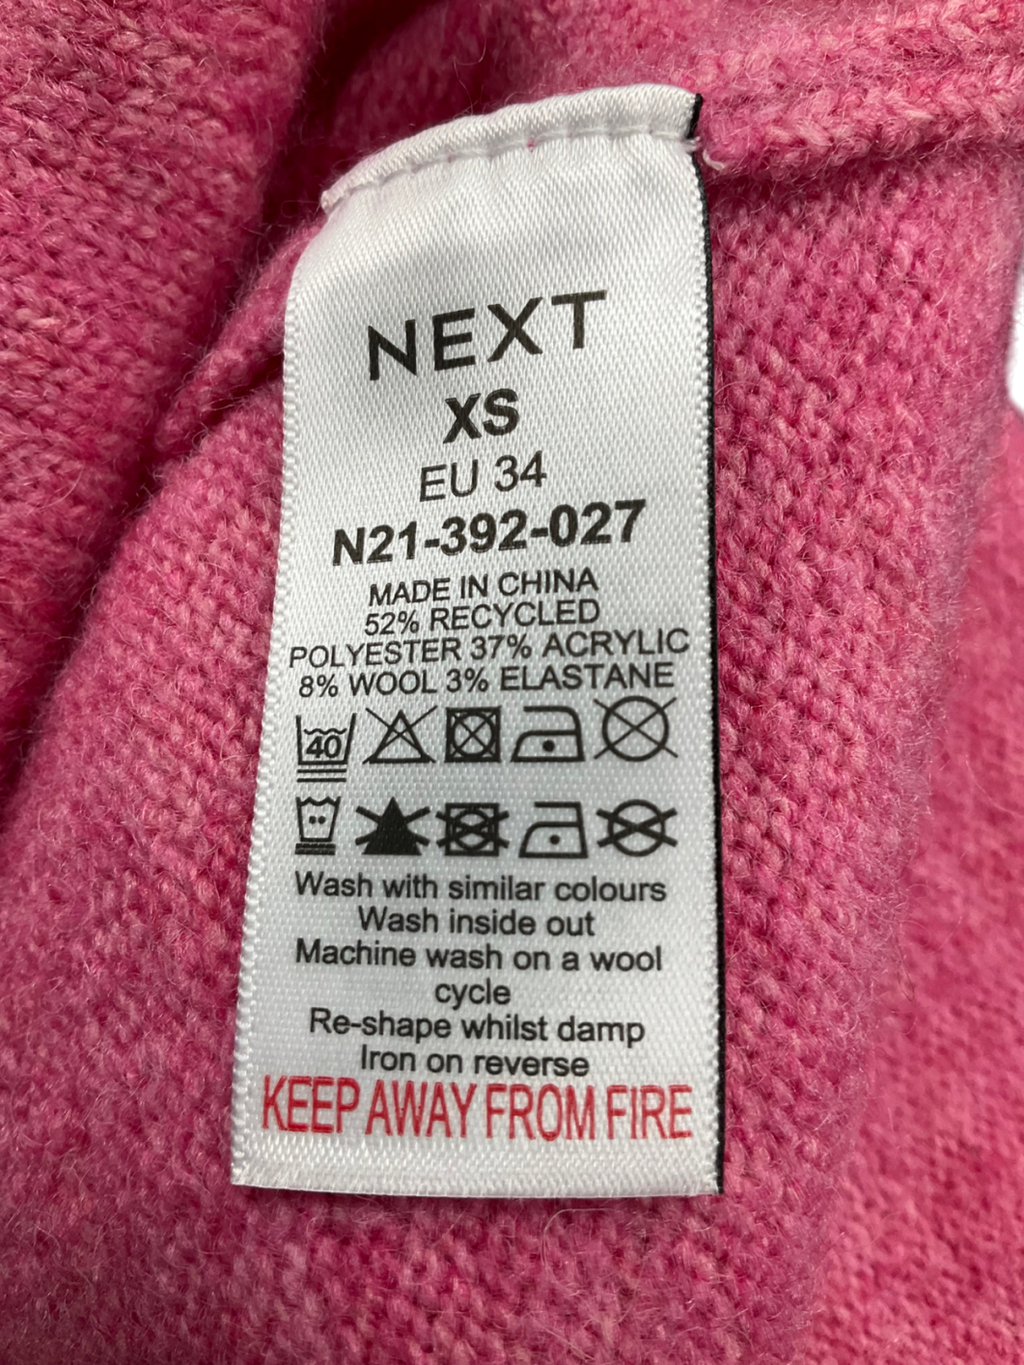 NEXT
XS
EU 34
N21-392-027
MADE IN CHINA
52% RECYCLED
POLYESTER 37% ACRYLIC
8% WOOL 3% ELASTANE
40
Wash with similar colours
Wash inside out
Machine wash on a wool
cycle
Re-shape whilst damp
Iron on reverse
KEEP AWAY FROM FIRE